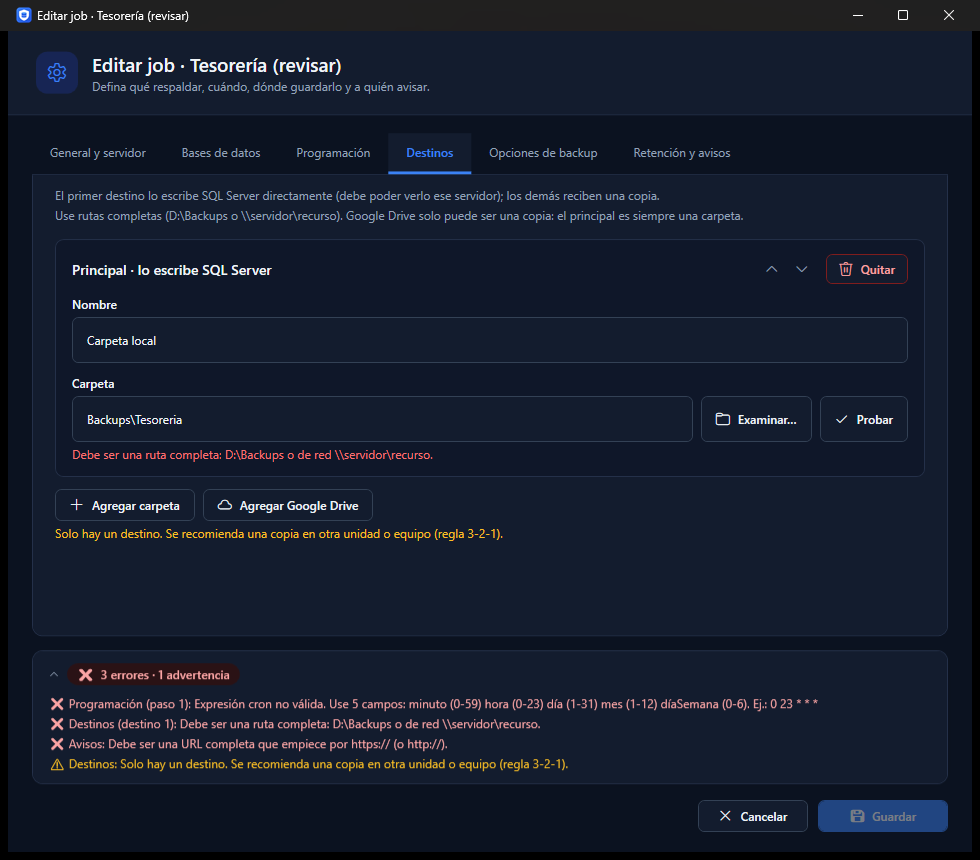 Editar job · Tesorería (revisar)
Editar job · Tesorería (revisar)
Defina qué respaldar, cuándo, dónde guardarlo y a quién avisar.
General y servidor
Bases de datos
Programación
Destinos
Opciones de backup
Retención y avisos
El primer destino lo escribe SQL Server directamente (debe poder verlo ese servidor); los demás reciben una copia.
Use rutas completas (D:\Backups o \\servidor\recurso). Google Drive solo puede ser una copia: el principal es siempre una carpeta.
Principal · lo escribe SQL Server
Quitar
Nombre
Carpeta local
Carpeta
Backups\Tesoreria
Examinar...
Probar
Debe ser una ruta completa: D:\Backups o de red \\servidor\recurso.
Agregar carpeta
Agregar Google Drive
Solo hay un destino. Se recomienda una copia en otra unidad o equipo (regla 3-2-1).
3 errores · 1 advertencia
Programación (paso 1): Expresión cron no válida. Use 5 campos: minuto (0-59) hora (0-23) día (1-31) mes (1-12) díaSemana (0-6). Ej.: 0 23 * * *
Destinos (destino 1): Debe ser una ruta completa: D:\Backups o de red \\servidor\recurso.
Avisos: Debe ser una URL completa que empiece por https:// (o http://).
Destinos: Solo hay un destino. Se recomienda una copia en otra unidad o equipo (regla 3-2-1).
Cancelar
Guardar